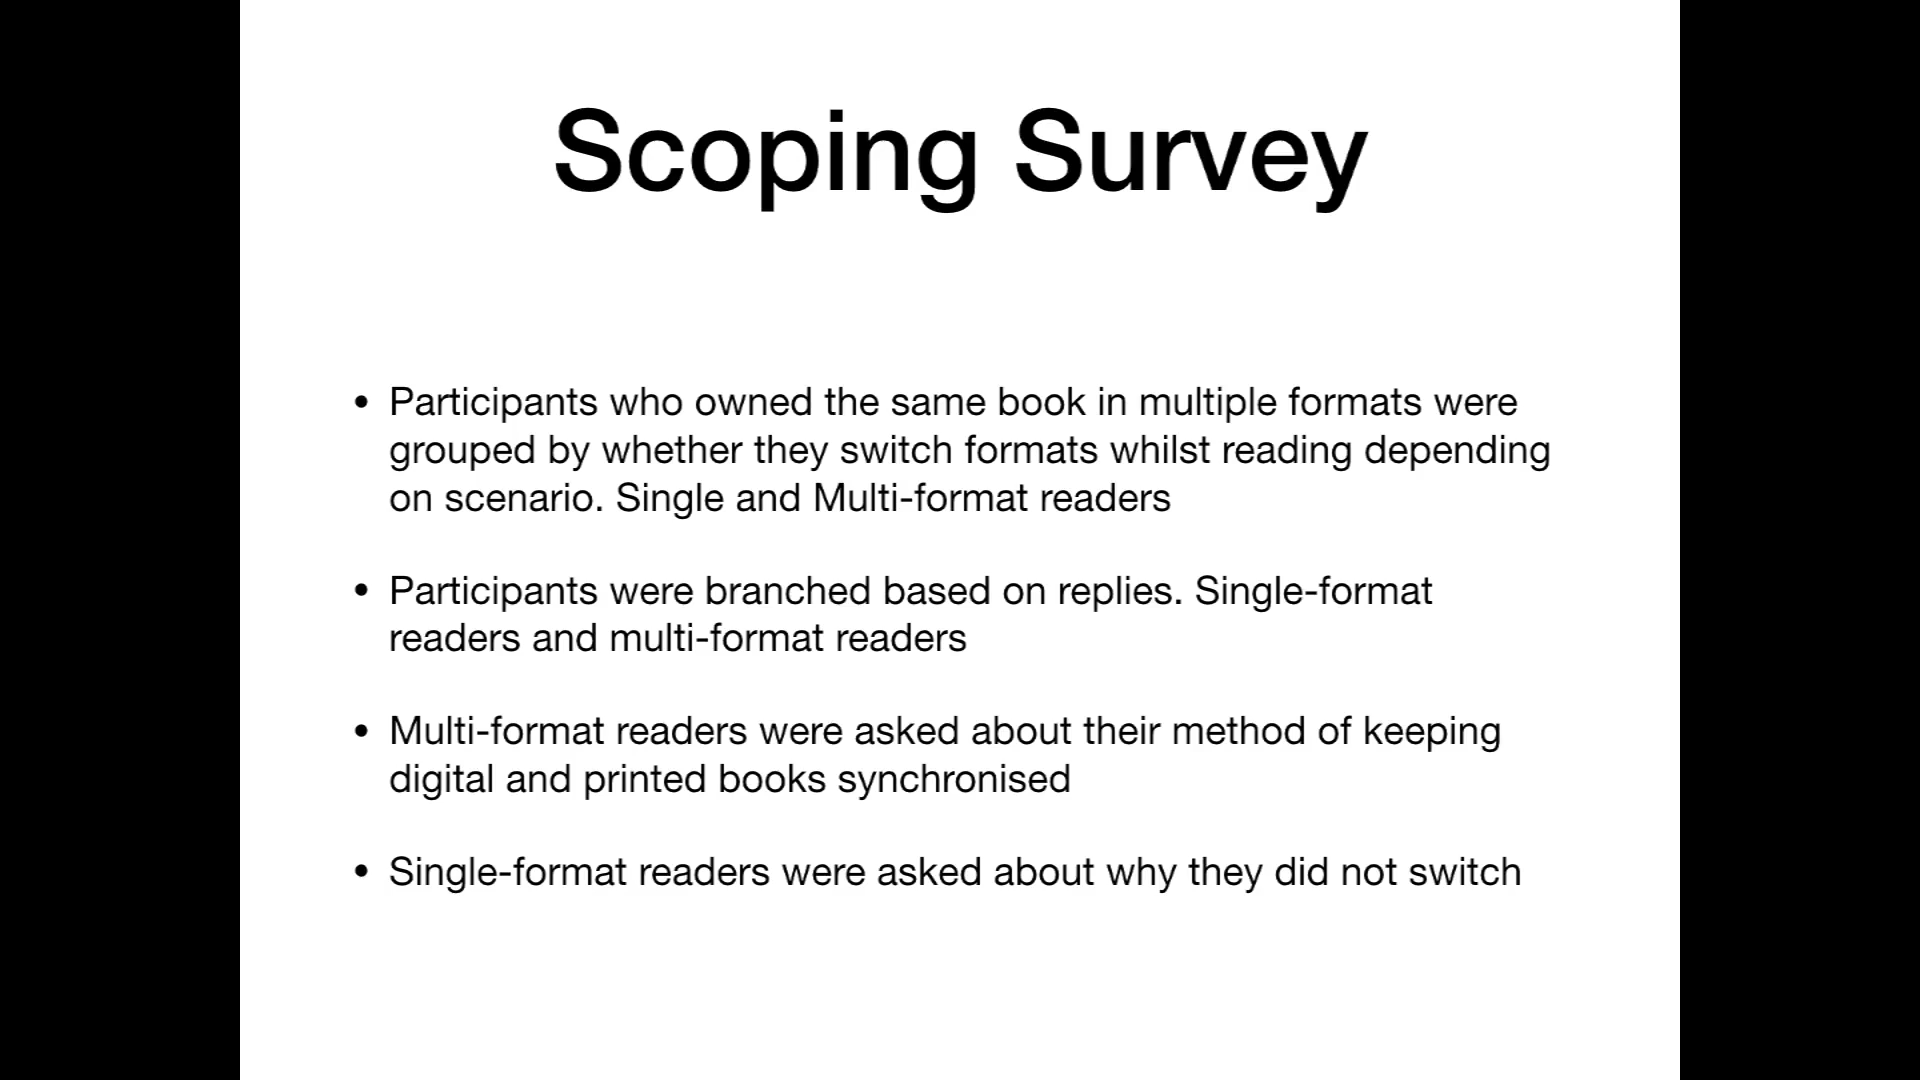 Scoping Survey
• Participants who owned the same book in multiple formats were
grouped by whether they switch formats whilst reading depending
on scenario. Single and Multi-format readers
• Participants were branched based on replies. Single-format
readers and multi-format readers
• Multi-format readers were asked about their method of keeping
digital and printed books synchronised
• Single-format readers were asked about why they did not switch